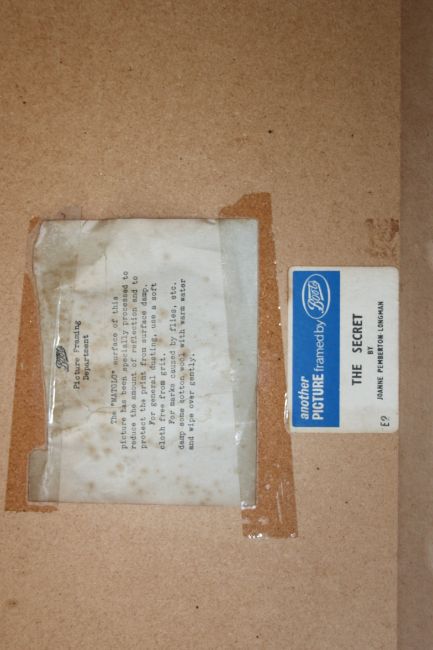 Boots
Picture Framing
Department
The "MATOLO" surface of this
picture has been specially processed to
reduce the amount of reflection and to
protect the print from surface damp.
For general dusting, use a soft
cloth free from grit.
For marks caused by flies, etc.
damp some cotton wool with warm water
and wipe over gently.
another
PICTURE framed by Boots
THE SECRET
BY
JOANNE PEMBERTON-LONGMAN
E9